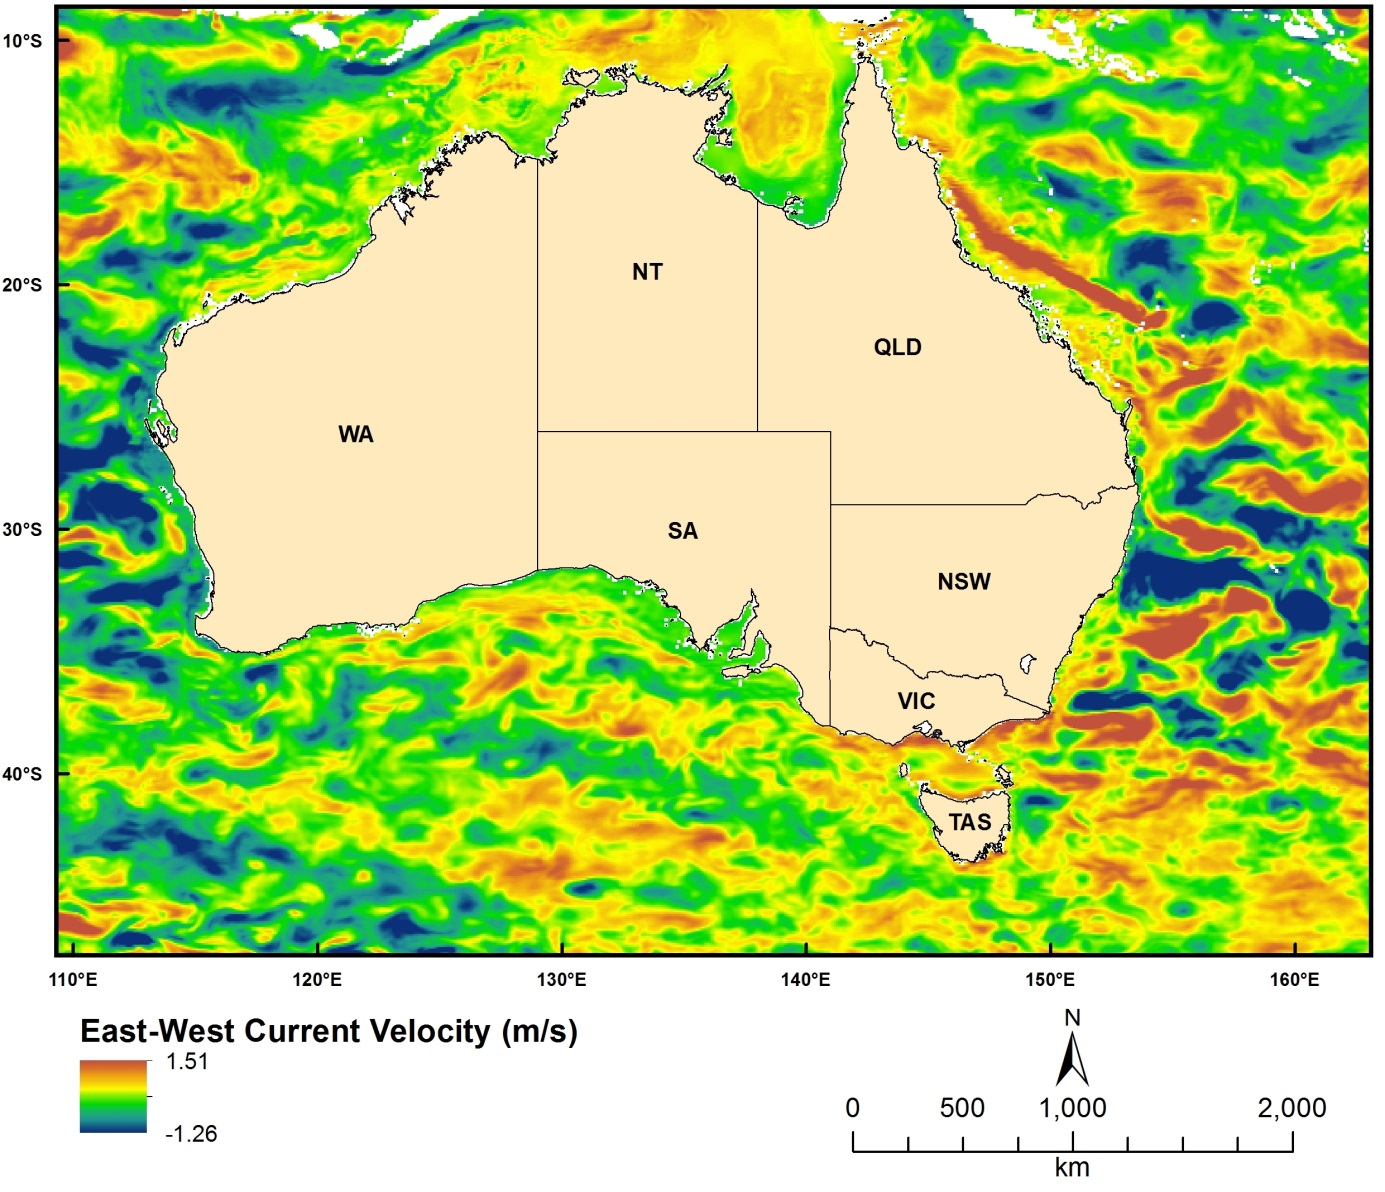 10°S
20°S
30°S
40°S
NT
QLD
WA
SA
NSW
VIC
TAS
110°E 120°E 130°E 140°E 150°E 160°E
East-West Current Velocity (m/s)
1.51
-1.26
N
0 500 1,000 2,000
km